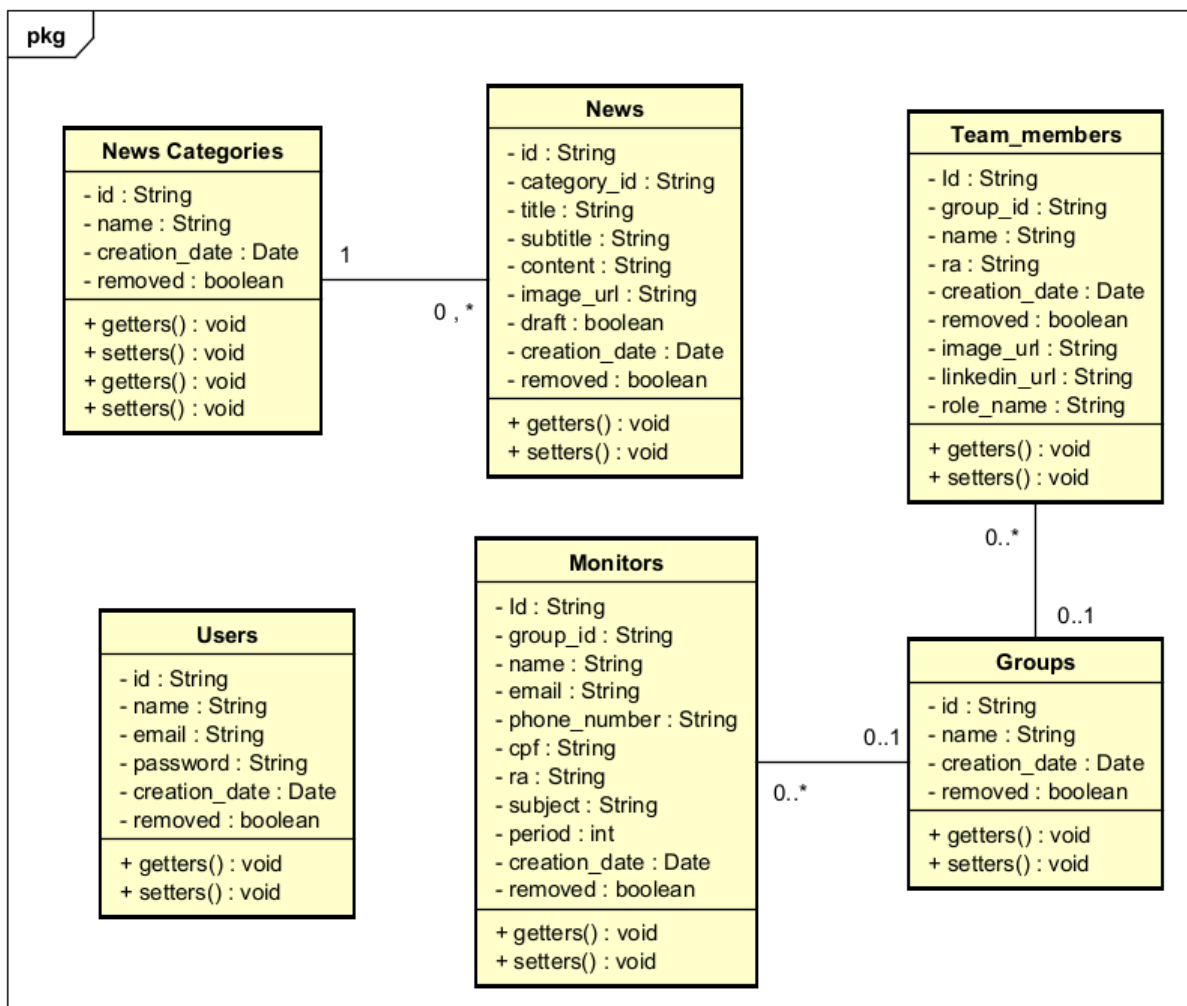 pkg
News Categories
- id : String
- name : String
- creation_date : Date
- removed : boolean
+ getters() : void
+ setters() : void
+ getters() : void
+ setters() : void
1
0 , *
News
- id : String
- category_id : String
- title : String
- subtitle : String
- content : String
- image_url : String
- draft : boolean
- creation_date : Date
- removed : boolean
+ getters() : void
+ setters() : void
Team_members
- Id : String
- group_id : String
- name : String
- ra : String
- creation_date : Date
- removed : boolean
- image_url : String
- linkedin_url : String
- role_name : String
+ getters() : void
+ setters() : void
0..*
0..1
Users
- id : String
- name : String
- email : String
- password : String
- creation_date : Date
- removed : boolean
+ getters() : void
+ setters() : void
Monitors
- Id : String
- group_id : String
- name : String
- email : String
- phone_number : String
- cpf : String
- ra : String
- subject : String
- period : int
- creation_date : Date
- removed : boolean
+ getters() : void
+ setters() : void
0..1
0..*
Groups
- id : String
- name : String
- creation_date : Date
- removed : boolean
+ getters() : void
+ setters() : void